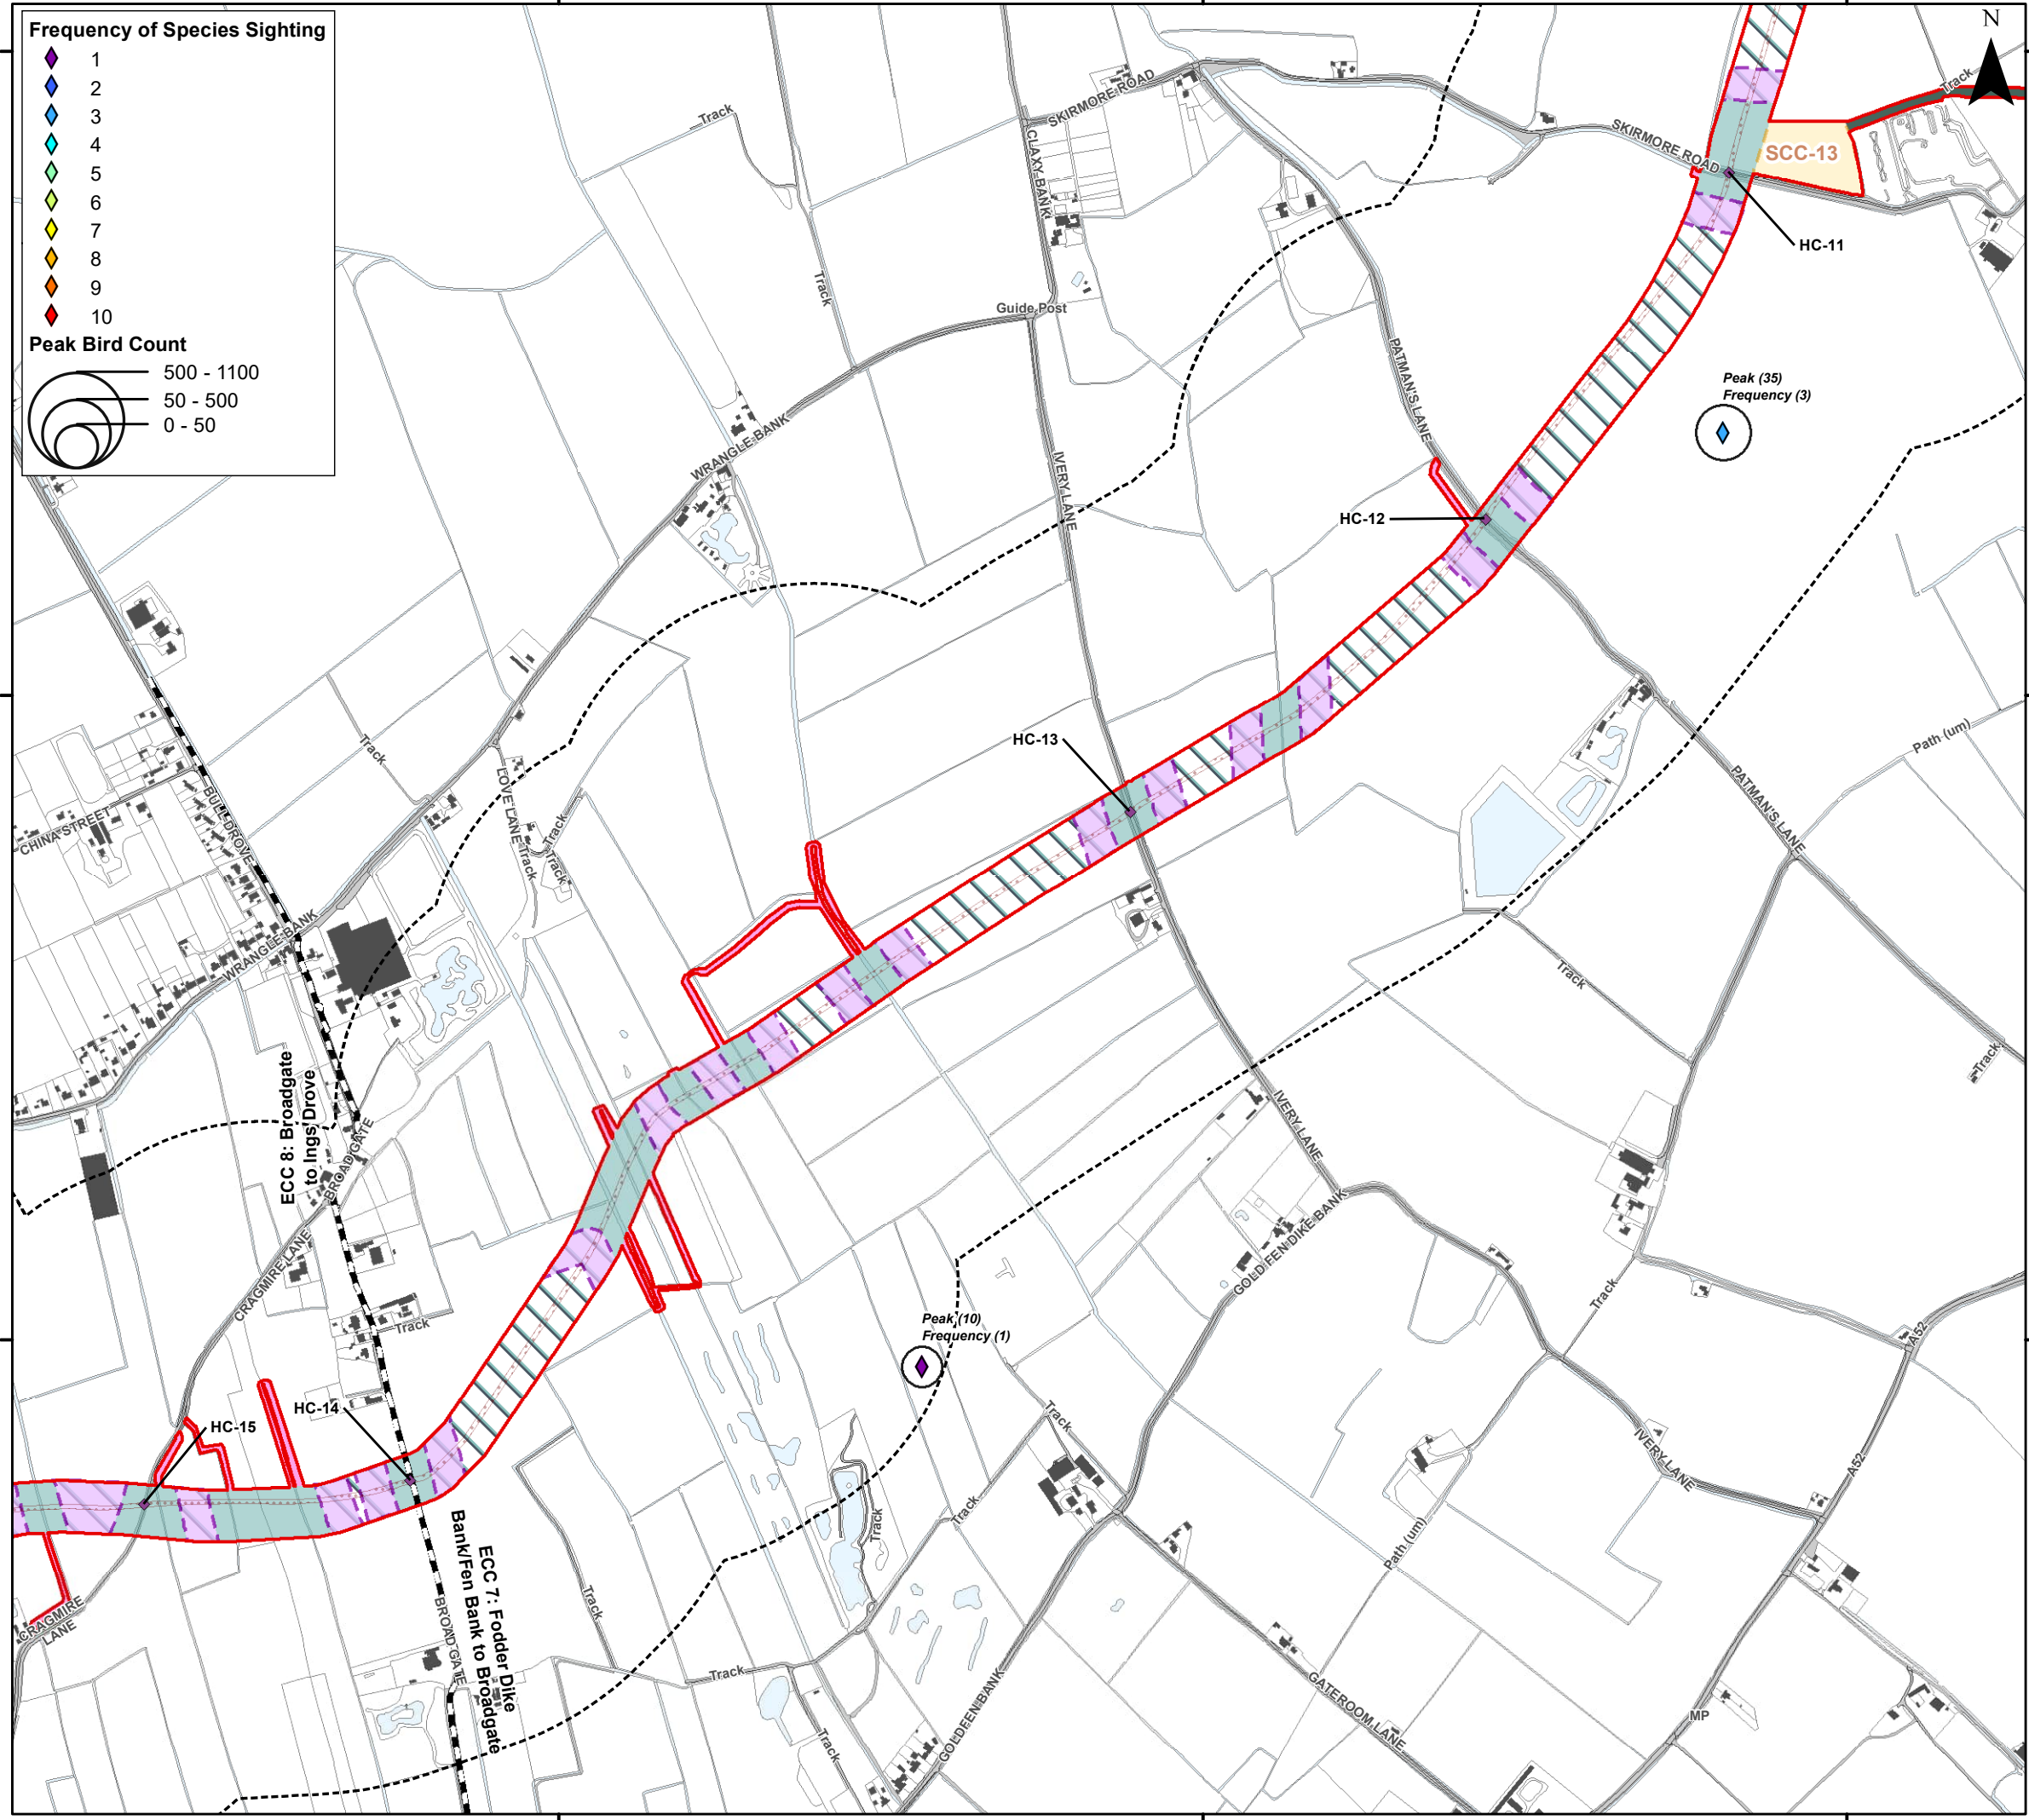 Frequency of Species Sighting
1
2
3
4
5
6
7
8
9
10
Peak Bird Count
500 - 1100
50 - 500
0 - 50
N
Track
SKIRMORE ROAD
CLAXY BANK
Track
SKIRMORE ROAD
SCC-13
HC-11
Track
Guide Post
PATMAN'S LANE
Peak (35)
Frequency (3)
WRANGLE BANK
IVERY LANE
HC-12
Track
LOVE LANE
Track
HC-13
Path (um)
PATMAN'S LANE
CHINA STREET
BULL DROVE
Track
Track
WRANGLE BANK
Track
Track
ECC 8: Broadgate
to Ings Drove
BROAD GATE
IVERY LANE
CRAGMIRE LANE
GOLD FEN DIKE BANK
Track
Track
Peak (10)
Frequency (1)
A52
HC-14
HC-15
Track
IVERY LANE
A52
Track
Track
Path (um)
ECC 7: Fodder Dike
Bank/Fen Bank to Broadgate
BROAD GATE
Track
CRAGMIRE
LANE
Track
GATEROOM LANE
GOLDEEN BANK
Track
MP